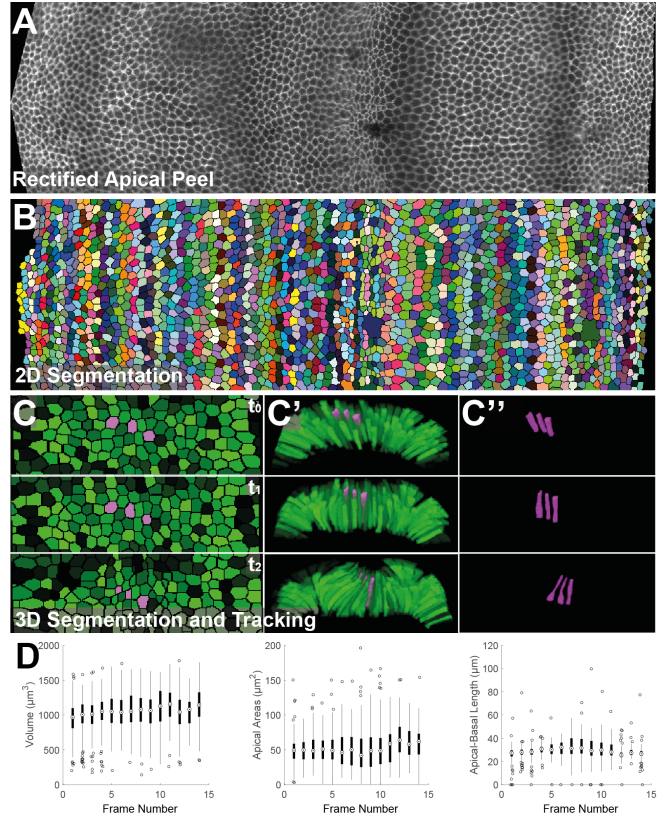 A
Rectified Apical Peel
B
2D Segmentation
C
t0
C’
C’’
t1
t2
3D Segmentation and Tracking
D
2000
1500
1000
500
0
Volume (µm³)
0 5 10 15
Frame Number
200
150
100
50
0
Apical Areas (µm²)
0 5 10 15
Frame Number
120
100
80
60
40
20
0
Apical-Basal Length (µm)
0 5 10 15
Frame Number